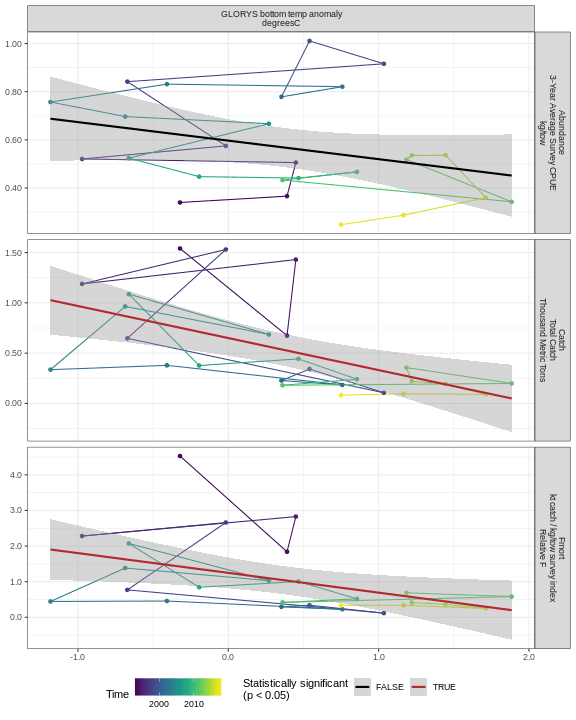 GLORYS bottom temp anomaly
degreesC
1.00
0.80
0.60
0.40
Abundance
3-Year Average Survey CPUE
kg/tow
1.50
1.00
0.50
0.00
Catch
Total Catch
Thousand Metric Tons
4.0
3.0
2.0
1.0
0.0
Fmort
kt catch / kg/tow survey index
Relative F
-1.0
0.0
1.0
2.0
Time
2000
2010
Statistically significant
(p < 0.05)
FALSE
TRUE